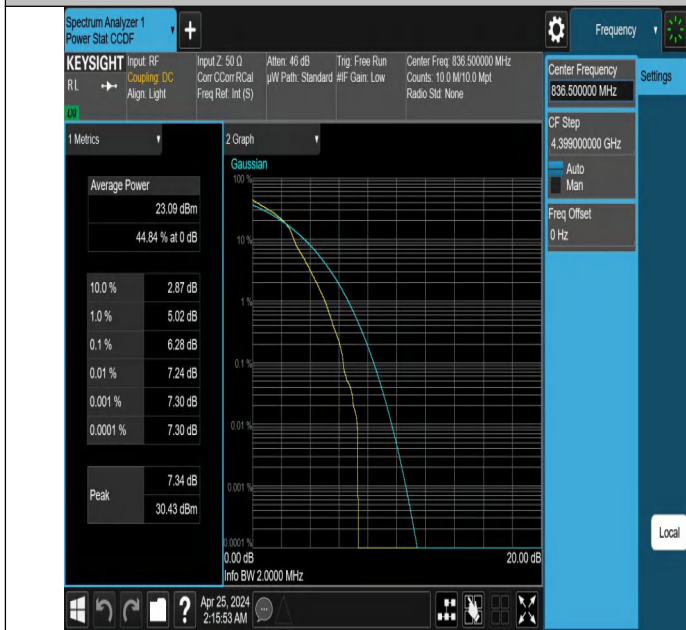 Spectrum Analyzer 1
Power Stat CCDF
+
Frequency
KEYSIGHT
RL
Input: RF
Coupling: DC
Align: Light
Input Z: 50 Ω
Corr CCorr RCal
Freq Ref: Int (S)
Atten: 46 dB
µW Path: Standard
Trig: Free Run
#IF Gain: Low
Center Freq: 836.500000 MHz
Counts: 10.0 M/10.0 Mpt
Radio Std: None
1 Metrics
Average Power
23.09 dBm
44.84 % at 0 dB
10.0 % 2.87 dB
1.0 % 5.02 dB
0.1 % 6.28 dB
0.01 % 7.24 dB
0.001 % 7.30 dB
0.0001 % 7.30 dB
Peak
7.34 dB
30.43 dBm
2 Graph
Gaussian
100 %
10 %
1 %
0.1 %
0.01 %
0.001 %
0.0001 %
0.00 dB 20.00 dB
Info BW 2.0000 MHz
Center Frequency
836.500000 MHz
Settings
CF Step
4.399000000 GHz
Auto
Man
Freq Offset
0 Hz
Local
?
Apr 25, 2024
2:15:53 AM